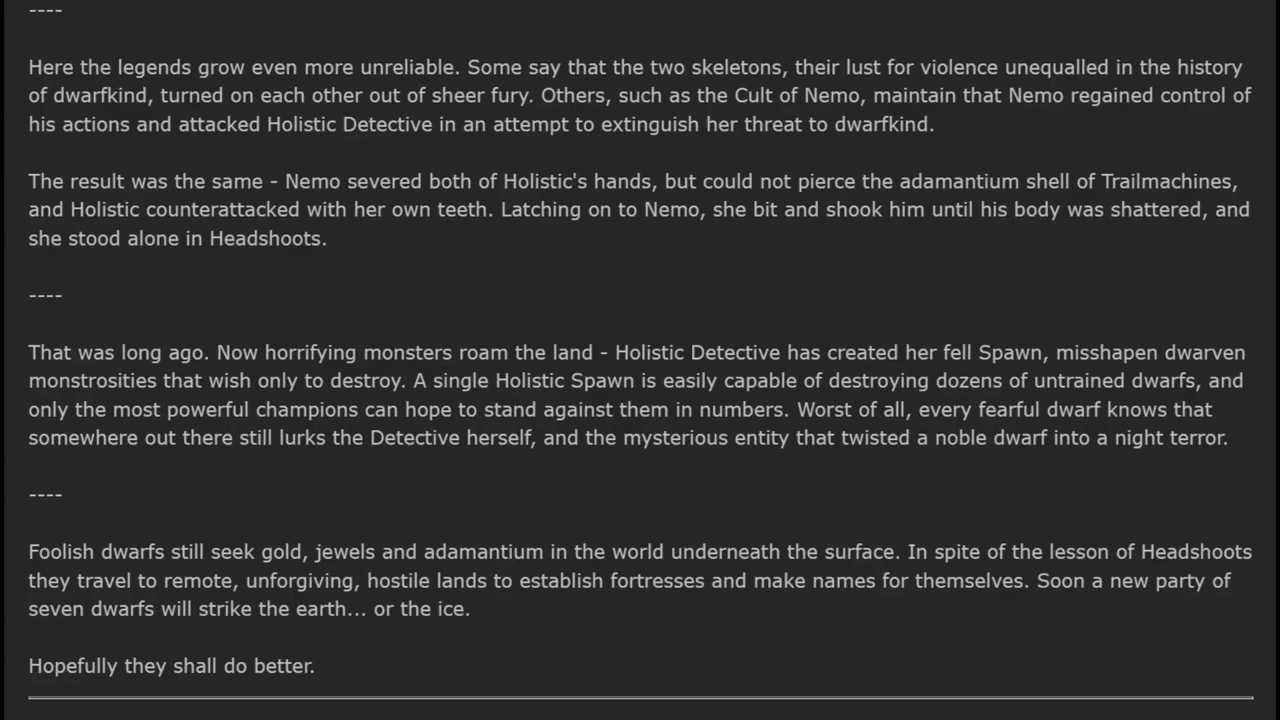 ----
Here the legends grow even more unreliable. Some say that the two skeletons, their lust for violence unequalled in the history
of dwarfkind, turned on each other out of sheer fury. Others, such as the Cult of Nemo, maintain that Nemo regained control of
his actions and attacked Holistic Detective in an attempt to extinguish her threat to dwarfkind.
The result was the same - Nemo severed both of Holistic's hands, but could not pierce the adamantium shell of Trailmachines,
and Holistic counterattacked with her own teeth. Latching on to Nemo, she bit and shook him until his body was shattered, and
she stood alone in Headshoots.
----
That was long ago. Now horrifying monsters roam the land - Holistic Detective has created her fell Spawn, misshapen dwarven
monstrosities that wish only to destroy. A single Holistic Spawn is easily capable of destroying dozens of untrained dwarfs, and
only the most powerful champions can hope to stand against them in numbers. Worst of all, every fearful dwarf knows that
somewhere out there still lurks the Detective herself, and the mysterious entity that twisted a noble dwarf into a night terror.
----
Foolish dwarfs still seek gold, jewels and adamantium in the world underneath the surface. In spite of the lesson of Headshoots
they travel to remote, unforgiving, hostile lands to establish fortresses and make names for themselves. Soon a new party of
seven dwarfs will strike the earth... or the ice.
Hopefully they shall do better.